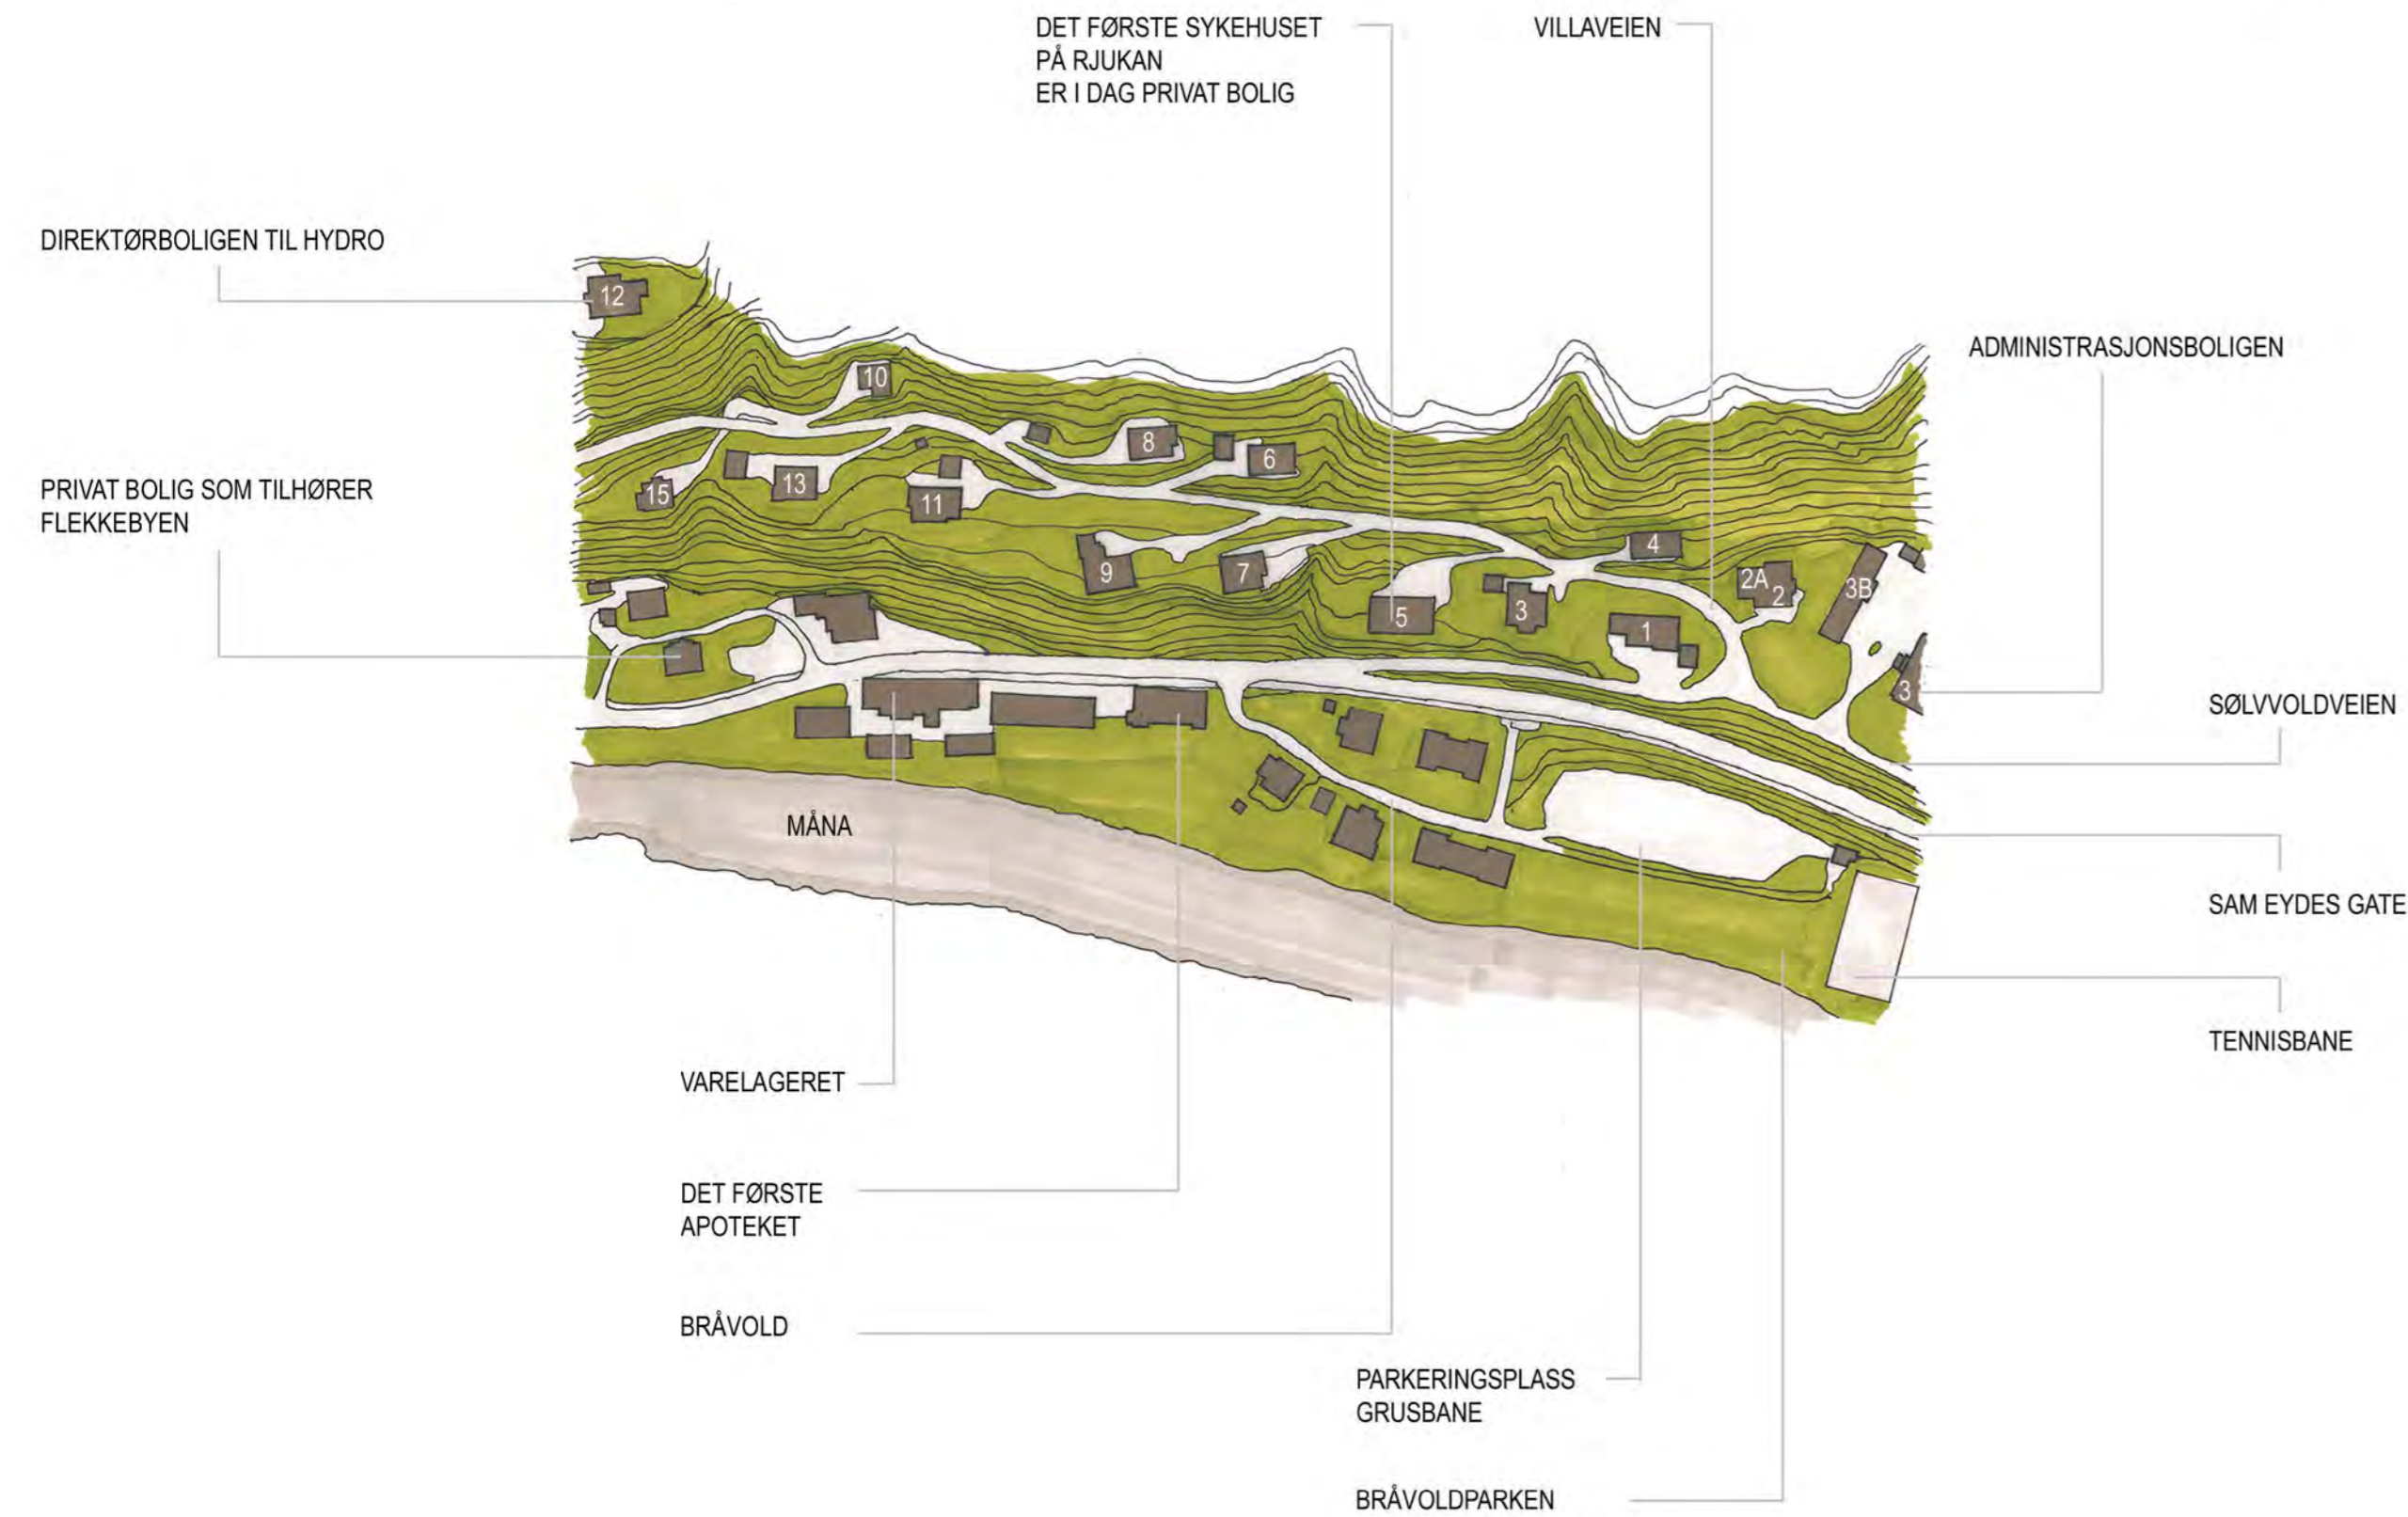 DET FØRSTE SYKEHUSET
PÅ RJUKAN
ER I DAG PRIVAT BOLIG
VILLAVEIEN
DIREKTØRBOLIGEN TIL HYDRO
ADMINISTRASJONSBOLIGEN
PRIVAT BOLIG SOM TILHØRER
FLEKKEBYEN
12
10
8
6
15
13
11
9
7
5
3
4
1
2A
2
3B
3
SØLVVOLDVEIEN
MÅNA
SAM EYDES GATE
TENNISBANE
VARELAGERET
DET FØRSTE
APOTEKET
BRÅVOLD
PARKERINGSPLASS
GRUSBANE
BRÅVOLDPARKEN